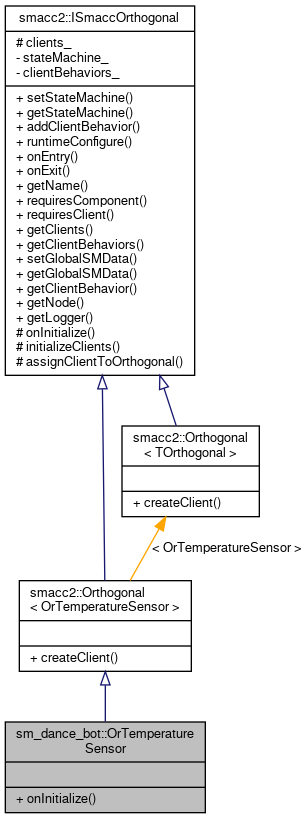 smacc2::ISmaccOrthogonal
# clients_
- stateMachine_
- clientBehaviors_
+ setStateMachine()
+ getStateMachine()
+ addClientBehavior()
+ runtimeConfigure()
+ onEntry()
+ onExit()
+ getName()
+ requiresComponent()
+ requiresClient()
+ getClients()
+ getClientBehaviors()
+ setGlobalSMData()
+ getGlobalSMData()
+ getClientBehavior()
+ getNode()
+ getLogger()
# onInitialize()
# initializeClients()
# assignClientToOrthogonal()
smacc2::Orthogonal
< TOrthogonal >
+ createClient()
< OrTemperatureSensor >
smacc2::Orthogonal
< OrTemperatureSensor >
+ createClient()
sm_dance_bot::OrTemperature
Sensor
+ onInitialize()